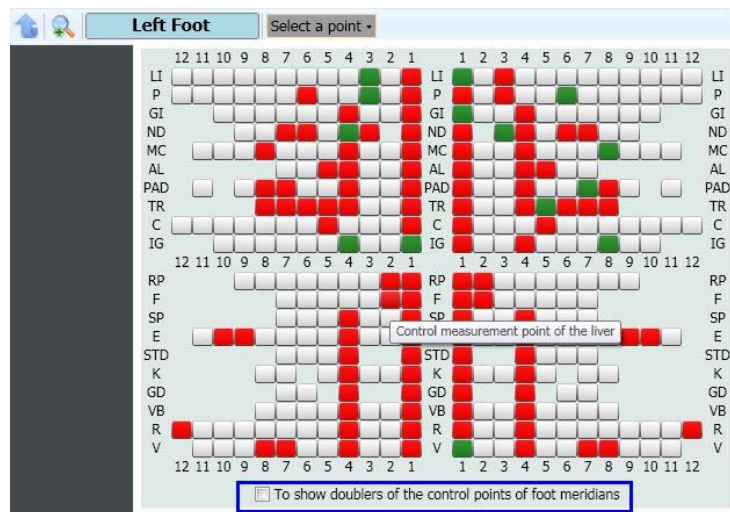 Left Foot Select a point
12 11 10 9 8 7 6 5 4 3 2 1 1 2 3 4 5 6 7 8 9 10 11 12
LI LI LI
P P P
GI GI GI
ND ND ND
MC MC MC
AL AL AL
PAD PAD PAD
TR TR TR
C C C
IG IG IG
12 11 10 9 8 7 6 5 4 3 2 1 1 2 3 4 5 6 7 8 9 10 11 12
RP RP RP
F F F
SP SP SP
Control measurement point of the liver
E E
STD STD STD
K K K
GD GD GD
VB VB VB
R R R
V V V
12 11 10 9 8 7 6 5 4 3 2 1 1 2 3 4 5 6 7 8 9 10 11 12
To show doublers of the control points of foot meridians